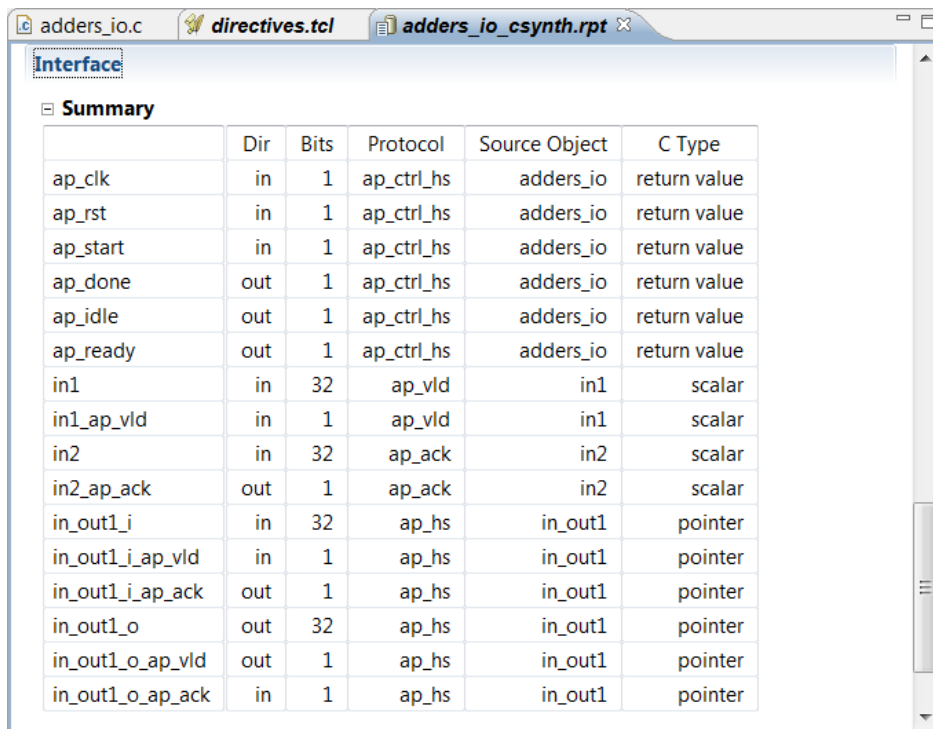 adders_io.c directives.tcl adders_io_csynth.rpt
Interface
Summary
Dir Bits Protocol Source Object C Type
ap_clk in 1 ap_ctrl_hs adders_io return value
ap_rst in 1 ap_ctrl_hs adders_io return value
ap_start in 1 ap_ctrl_hs adders_io return value
ap_done out 1 ap_ctrl_hs adders_io return value
ap_idle out 1 ap_ctrl_hs adders_io return value
ap_ready out 1 ap_ctrl_hs adders_io return value
in1 in 32 ap_vld in1 scalar
in1_ap_vld in 1 ap_vld in1 scalar
in2 in 32 ap_ack in2 scalar
in2_ap_ack out 1 ap_ack in2 scalar
in_out1_i in 32 ap_hs in_out1 pointer
in_out1_i_ap_vld in 1 ap_hs in_out1 pointer
in_out1_i_ap_ack out 1 ap_hs in_out1 pointer
in_out1_o out 32 ap_hs in_out1 pointer
in_out1_o_ap_vld out 1 ap_hs in_out1 pointer
in_out1_o_ap_ack in 1 ap_hs in_out1 pointer